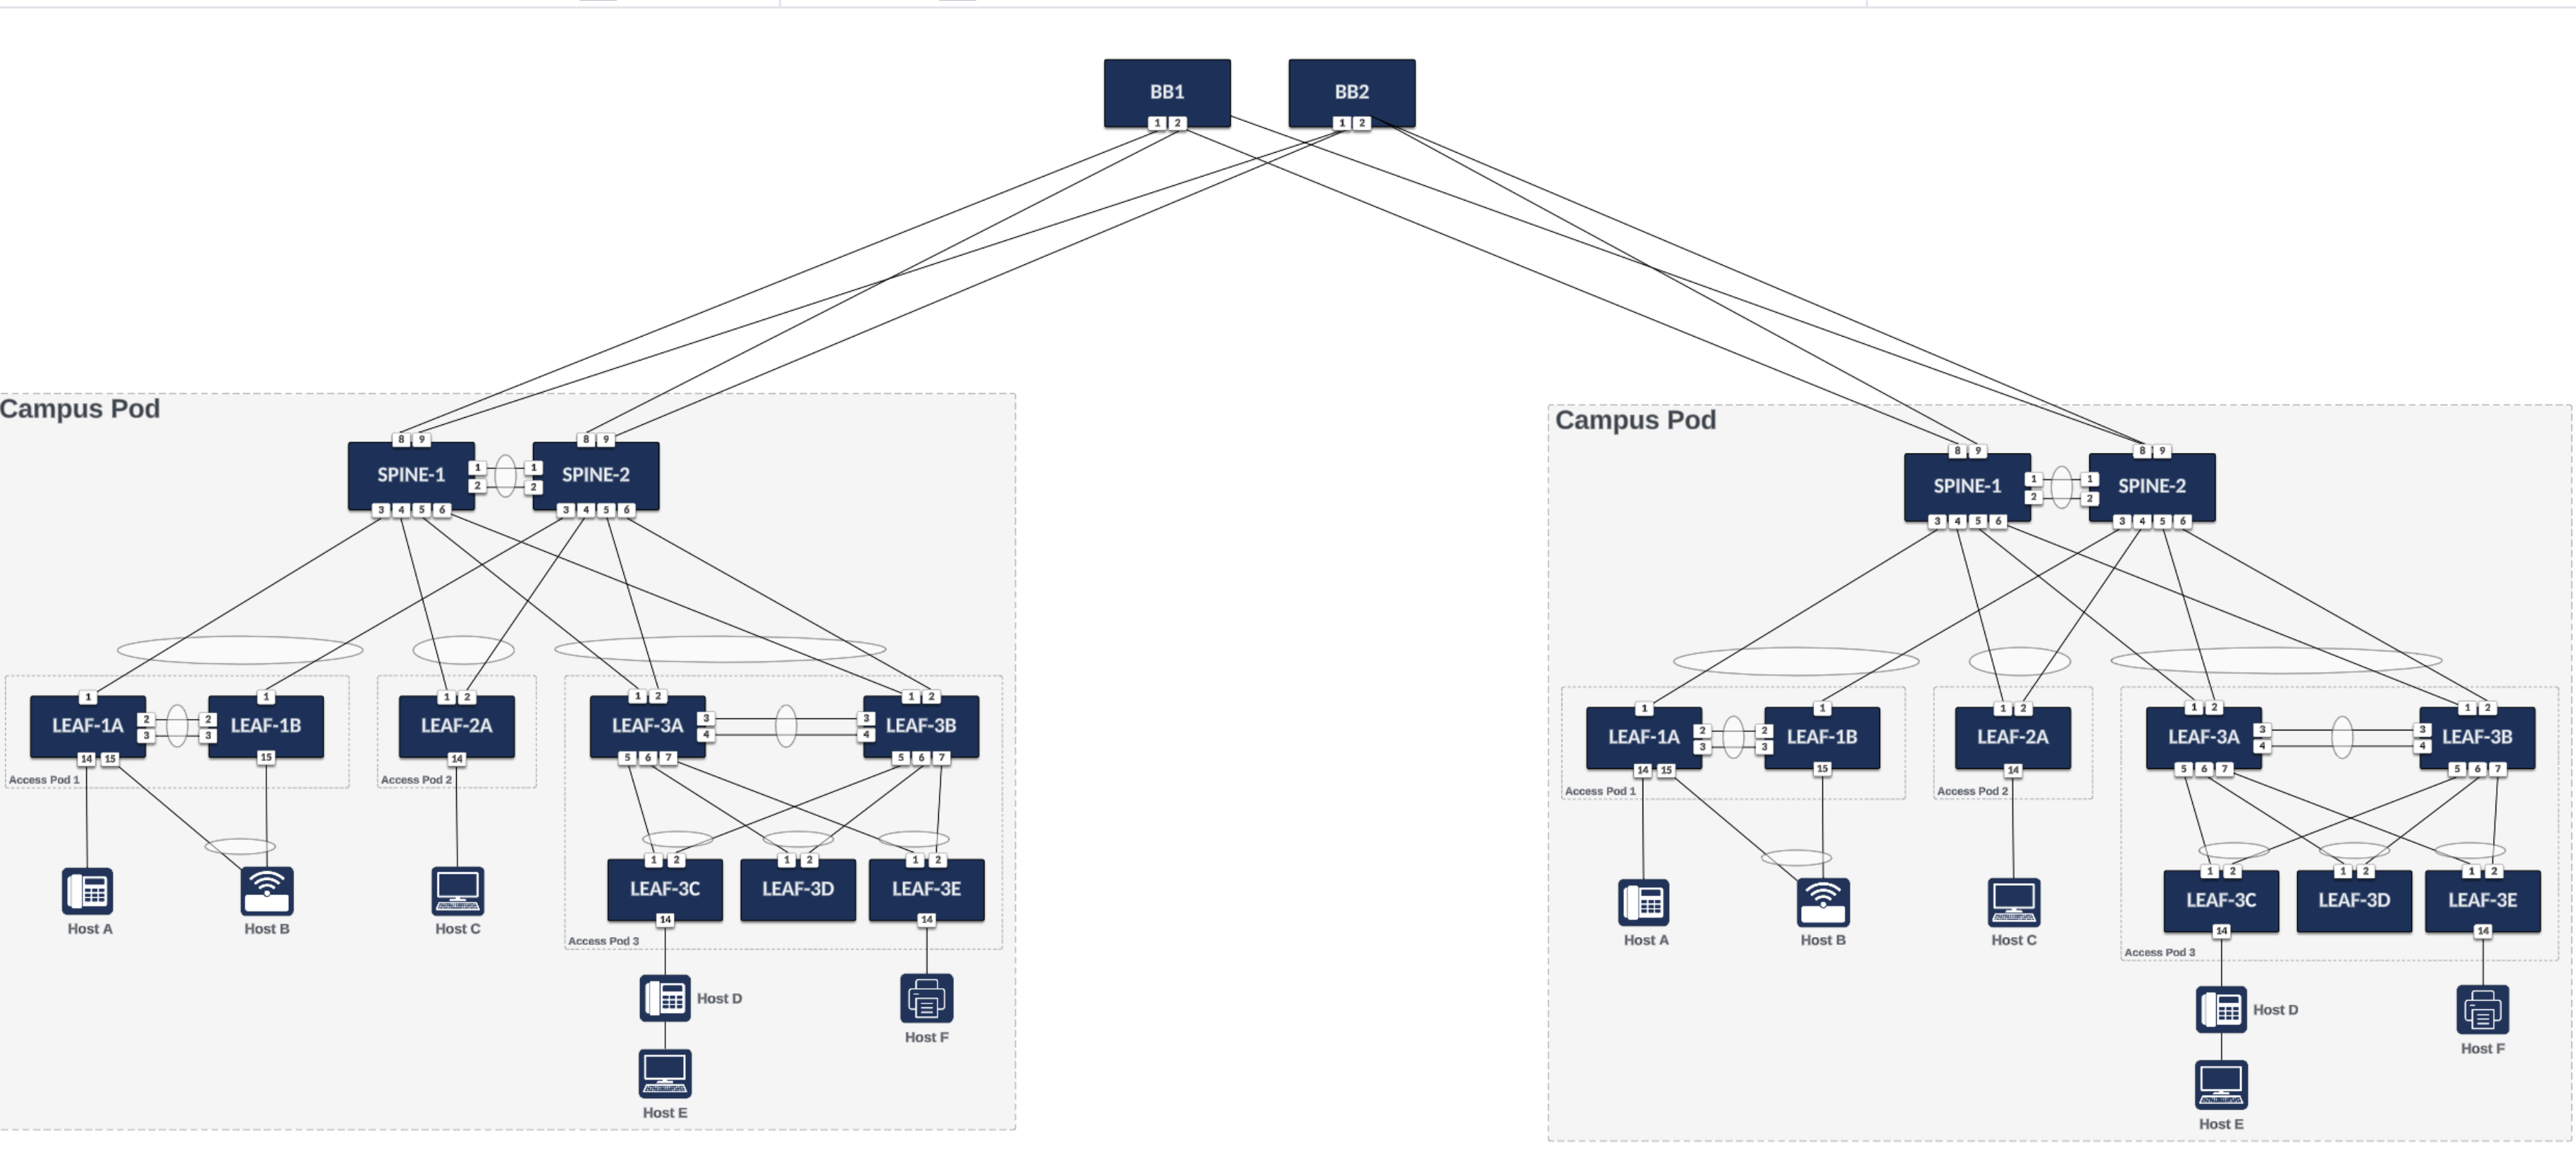 BB1 BB2
1 2 1 2
Campus Pod
Campus Pod
8 9 8 9
8 9 8 9
SPINE-1 1 1 SPINE-2
2 2
SPINE-1 1 1 SPINE-2
2 2
3 4 5 6 3 4 5 6
3 4 5 6 3 4 5 6
1 1 1 2 1 2 1 2
LEAF-1A 2 2 LEAF-1B LEAF-2A LEAF-3A 3 3 LEAF-3B
3 3 4 4
14 15 15 14 5 6 7 5 6 7
Access Pod 1 Access Pod 2
1 1 1 2 1 2 1 2
LEAF-1A 2 2 LEAF-1B LEAF-2A LEAF-3A 3 3 LEAF-3B
3 3 4 4
14 15 15 14 5 6 7 5 6 7
Access Pod 1 Access Pod 2
1 2 1 2 1 2
LEAF-3C LEAF-3D LEAF-3E
14 14
Host A Host B Host C
Access Pod 3
1 2 1 2 1 2
LEAF-3C LEAF-3D LEAF-3E
14 14
Host A Host B Host C
Access Pod 3
Host D
Host F
Host E
Host D
Host F
Host E